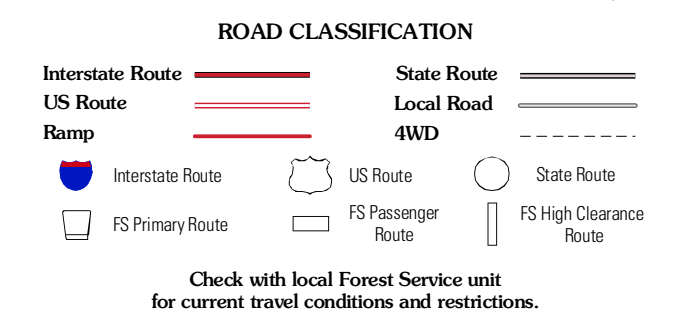 ROAD CLASSIFICATION
Interstate Route
State Route
US Route
Local Road
Ramp
4WD
Interstate Route
US Route
State Route
FS Primary Route
FS Passenger
Route
FS High Clearance
Route
Check with local Forest Service unit
for current travel conditions and restrictions.